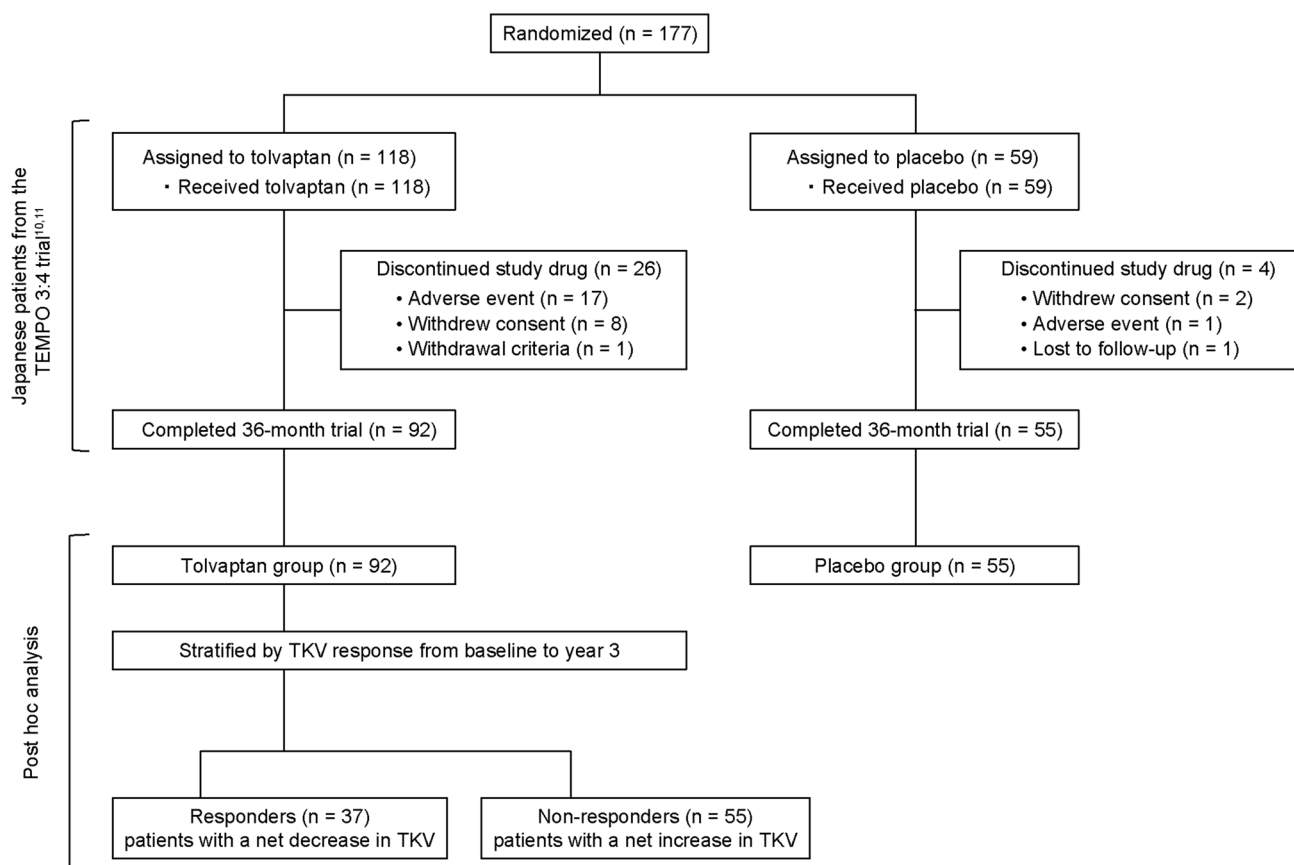 Randomized (n = 177)
Japanese patients from the
TEMPO 3:4 trial10,11
Assigned to tolvaptan (n = 118)
▪ Received tolvaptan (n = 118)
Assigned to placebo (n = 59)
▪ Received placebo (n = 59)
Discontinued study drug (n = 26)
• Adverse event (n = 17)
• Withdrew consent (n = 8)
• Withdrawal criteria (n = 1)
Discontinued study drug (n = 4)
• Withdrew consent (n = 2)
• Adverse event (n = 1)
• Lost to follow-up (n = 1)
Completed 36-month trial (n = 92)
Completed 36-month trial (n = 55)
Post hoc analysis
Tolvaptan group (n = 92)
Placebo group (n = 55)
Stratified by TKV response from baseline to year 3
Responders (n = 37)
patients with a net decrease in TKV
Non-responders (n = 55)
patients with a net increase in TKV